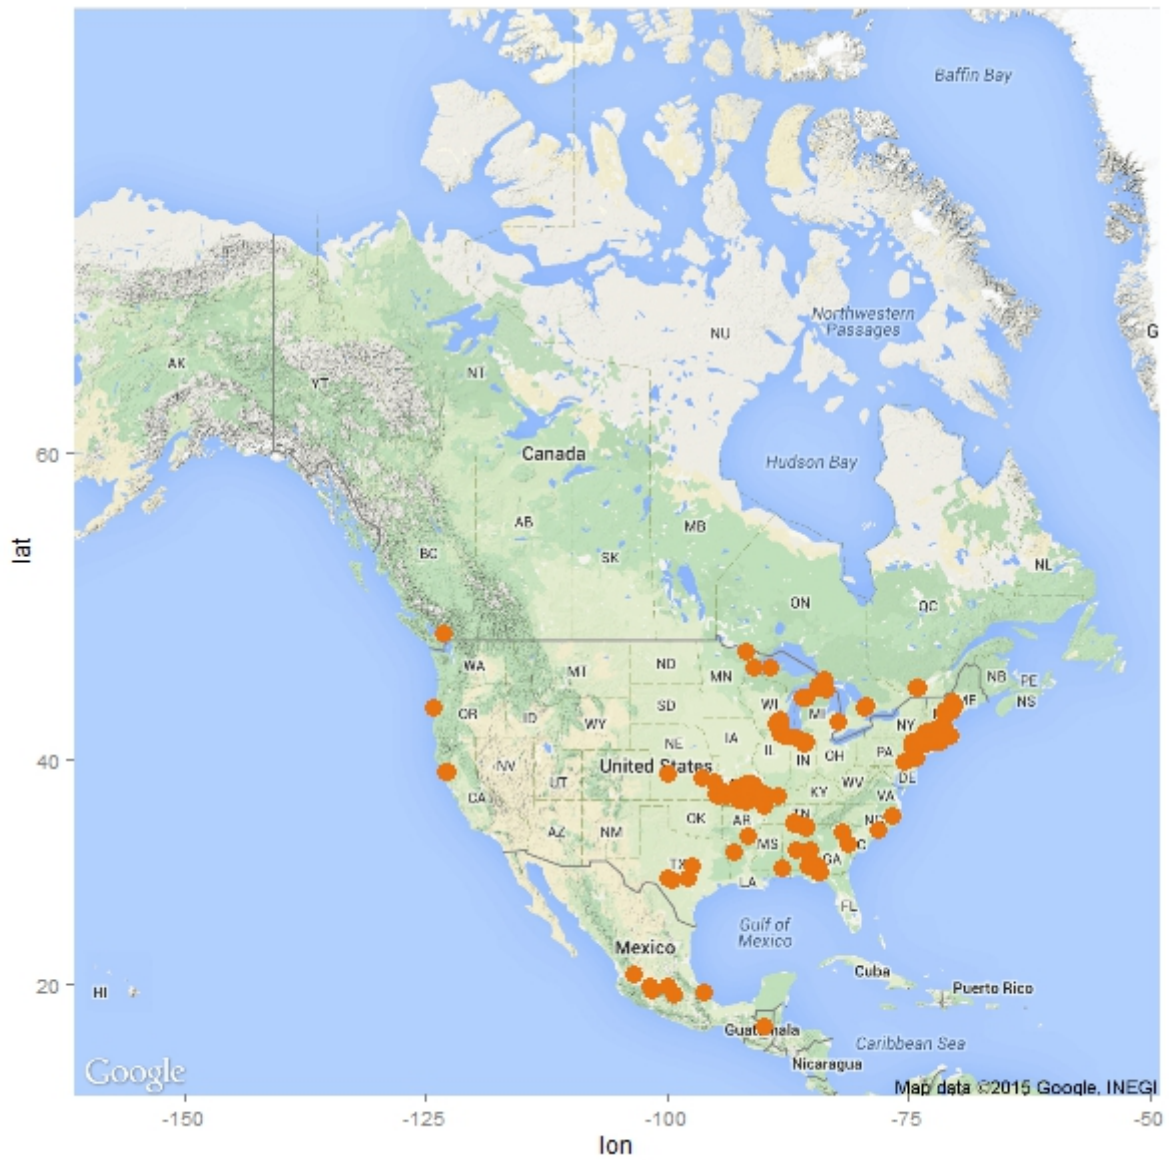 Baffin Bay
Northwestern
Passages
G
NU
AK
YT
NT
60
Canada
Hudson Bay
lat
AB
MB
BC
SK
NL
ON
QC
WA
MT
ND
MN
NB
PE
ME
NS
OR
ID
SD
WI
MI
NY
WY
40
NE
IA
IL
IN
OH
PA
United States
NV
UT
DE
WV
CA
KY
VA
OK
AR
TN
AZ
NM
MS
GA
TX
LA
FL
Gulf of
Mexico
Mexico
Cuba
20
HI
Puerto Rico
Caribbean Sea
Nicaragua
Google
Map data ©2015 Google, INEGI
-150
-125
-100
-75
-50
lon